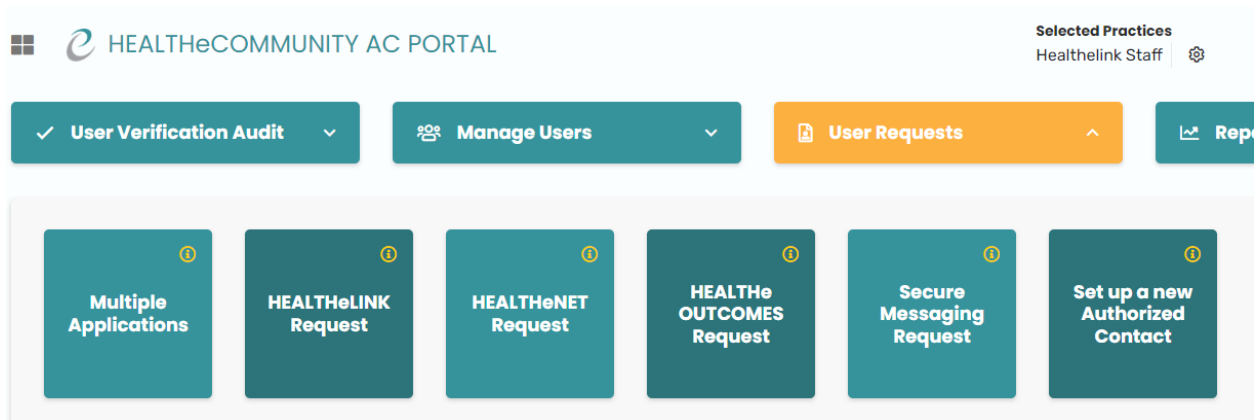 HEALTHeCOMMUNITY AC PORTAL
Selected Practices
Healthelink Staff
User Verification Audit
Manage Users
User Requests
Multiple
Applications
HEALTHeLINK
Request
HEALTHeNET
Request
HEALTHe
OUTCOMES
Request
Secure
Messaging
Request
Set up a new
Authorized
Contact